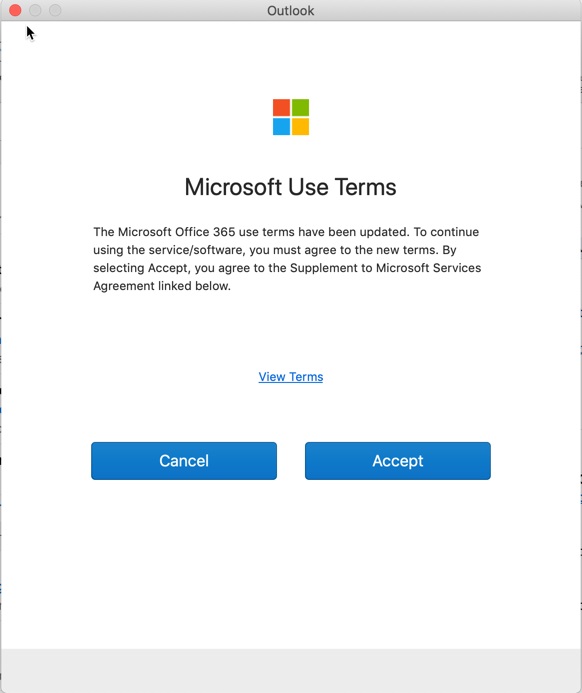 Outlook
Microsoft Use Terms
The Microsoft Office 365 use terms have been updated. To continue
using the service/software, you must agree to the new terms. By
selecting Accept, you agree to the Supplement to Microsoft Services
Agreement linked below.
View Terms
Cancel
Accept